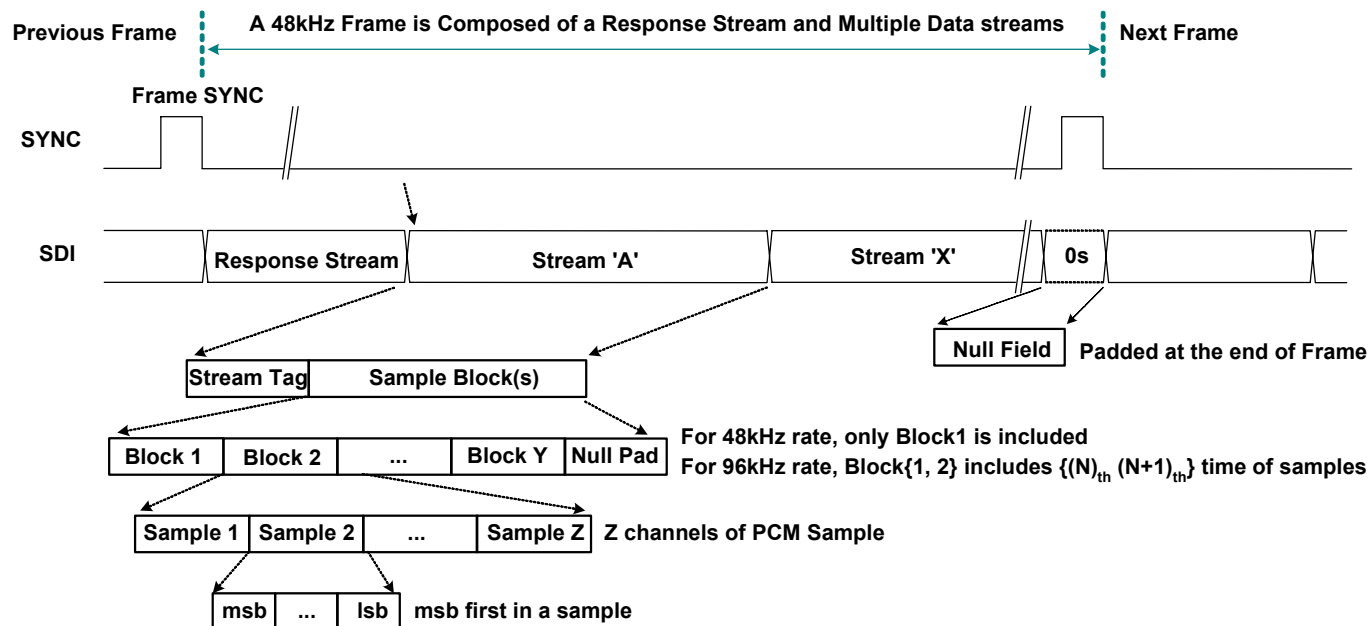 A 48kHz Frame is Composed of a Response Stream and Multiple Data streams
Previous Frame
Next Frame
Frame SYNC
SYNC
SDI
Response Stream
Stream 'A'
Stream 'X'
0s
Null Field
Padded at the end of Frame
Stream Tag
Sample Block(s)
Block 1
Block 2
...
Block Y
Null Pad
For 48kHz rate, only Block1 is included
For 96kHz rate, Block{1, 2} includes {(N)th (N+1)th} time of samples
Sample 1
Sample 2
...
Sample Z
Z channels of PCM Sample
msb
...
lsb
msb first in a sample